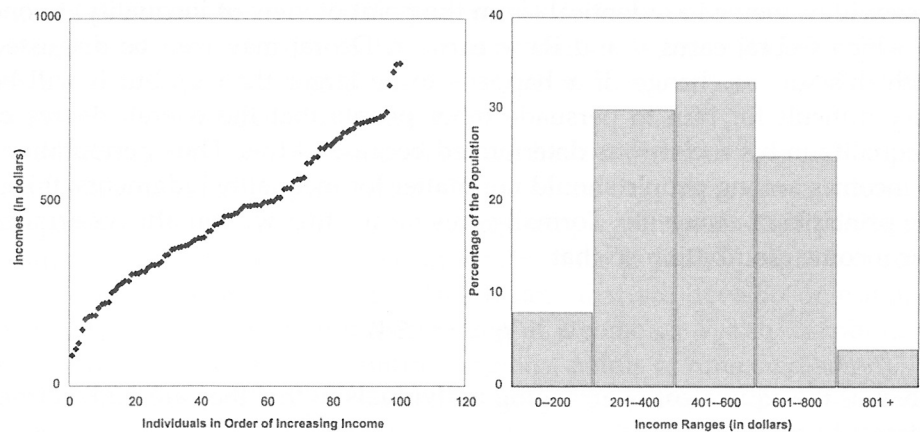 1000
500
0
Incomes (in dollars)
0 20 40 60 80 100 120
Individuals in Order of Increasing Income
40
30
20
10
0
Percentage of the Population
0–200 201–400 401–600 601–800 801 +
Income Ranges (in dollars)